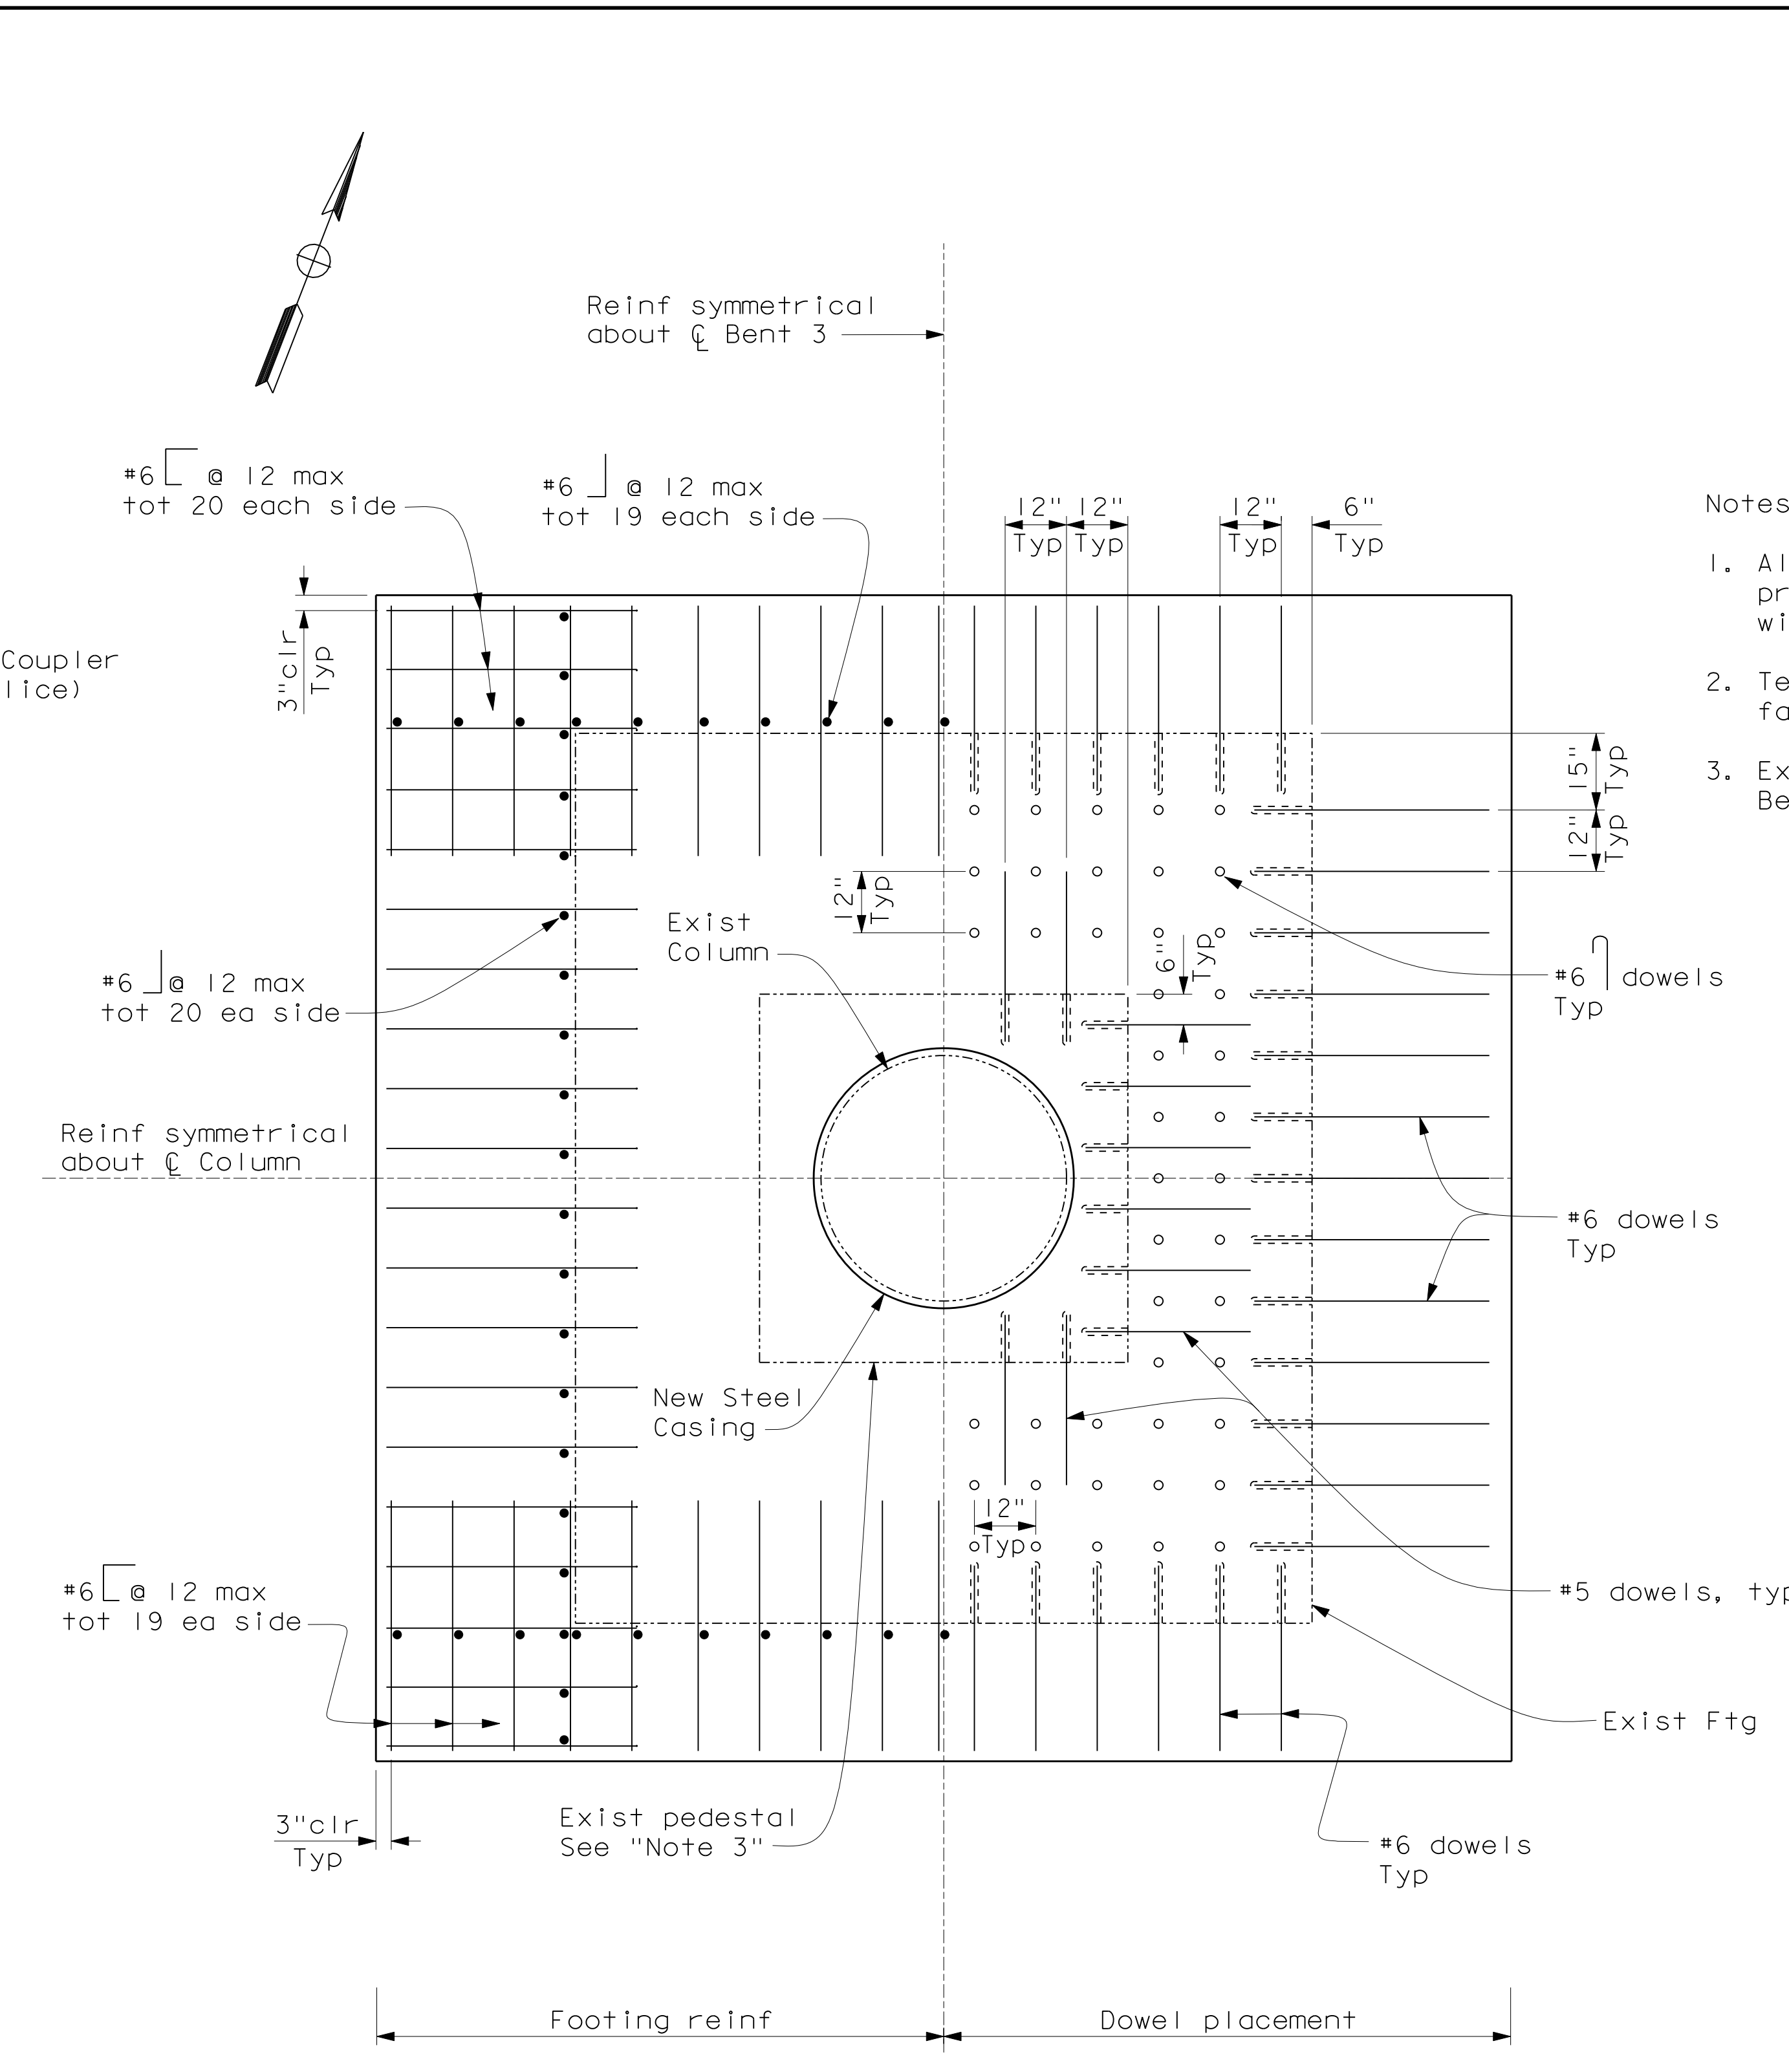 Reinf symmetrical
about ℄ Bent 3
#6 @ 12 max
tot 20 each side
#6 @ 12 max
tot 19 each side
12"
Typ
12"
Typ
12"
Typ
6"
Typ
Notes
1. Al
pr
wi
2. Te
fa
3. Ex
Be
Coupler
lice)
3"clr
Typ
15"
Typ
12"
Typ
12"
Typ
Exist
Column
6"
Typ
#6 dowels
Typ
#6 @ 12 max
tot 20 ea side
Reinf symmetrical
about ℄ Column
#6 dowels
Typ
New Steel
Casing
12"
Typ
#6 @ 12 max
tot 19 ea side
#5 dowels, typ
Exist Ftg
3"clr
Typ
Exist pedestal
See "Note 3"
#6 dowels
Typ
Footing reinf
Dowel placement